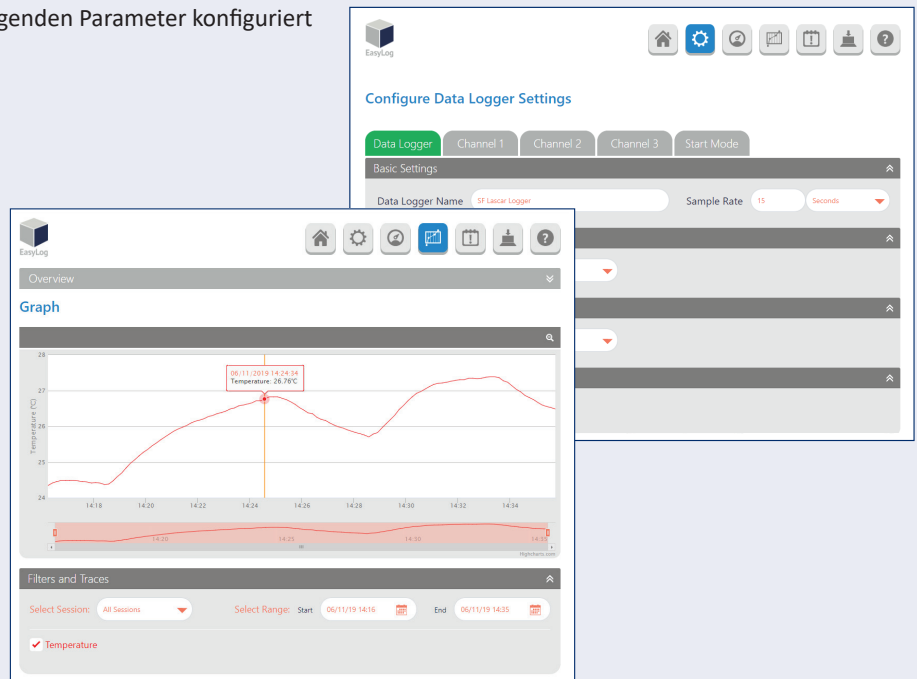 genden Parameter konfiguriert
EasyLog
Configure Data Logger Settings
Data Logger Channel 1 Channel 2 Channel 3 Start Mode
Basic Settings
Data Logger Name SF Lascar Logger Sample Rate 15 Seconds
EasyLog
Overview
Graph
28
27
26
25
24
Temperature (°C)
06/11/2019 14:24:34
Temperature: 26.76°C
14:18 14:20 14:22 14:24 14:26 14:28 14:30 14:32 14:34
14:20 14:25 14:30 14:35
Highcharts.com
Filters and Traces
Select Session: All Sessions Select Range: Start 06/11/19 14:16 End 06/11/19 14:35
Temperature